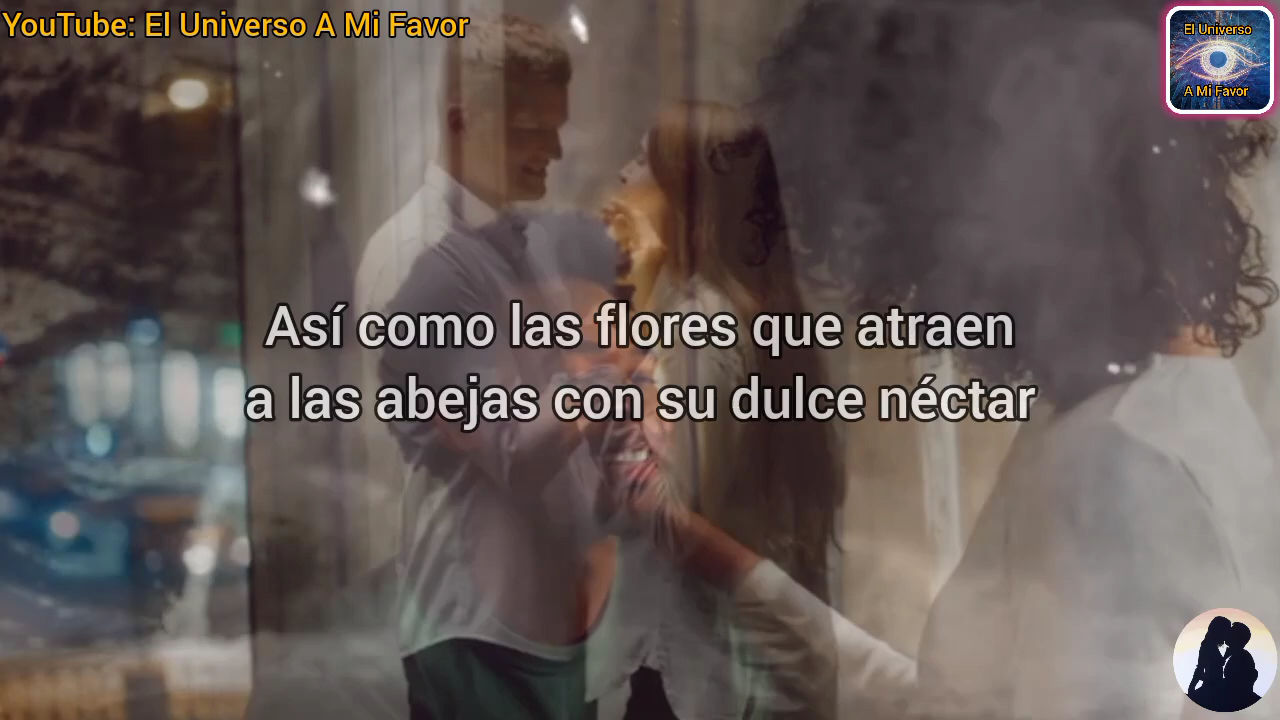 YouTube: El Universo A Mi Favor
El Universo
A Mi Favor
Así como las flores que atraen
a las abejas con su dulce néctar